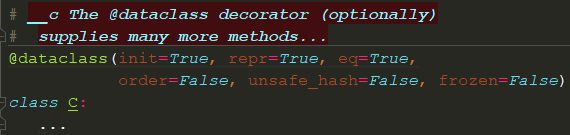 # __c The @dataclass decorator (optionally)
#  supplies many more methods...
@dataclass(init=True, repr=True, eq=True,
           order=False, unsafe_hash=False, frozen=False)
class C:
   ...